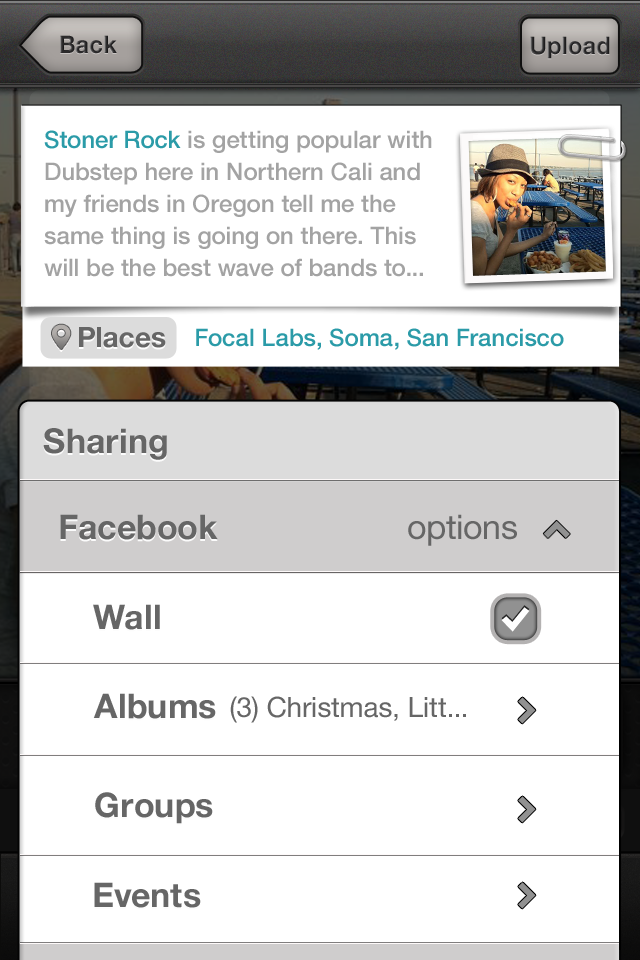 Back
Upload
Stoner Rock is getting popular with
Dubstep here in Northern Cali and
my friends in Oregon tell me the
same thing is going on there. This
will be the best wave of bands to...
Places
Focal Labs, Soma, San Francisco
Sharing
Facebook options
Wall
Albums (3) Christmas, Litt...
Groups
Events